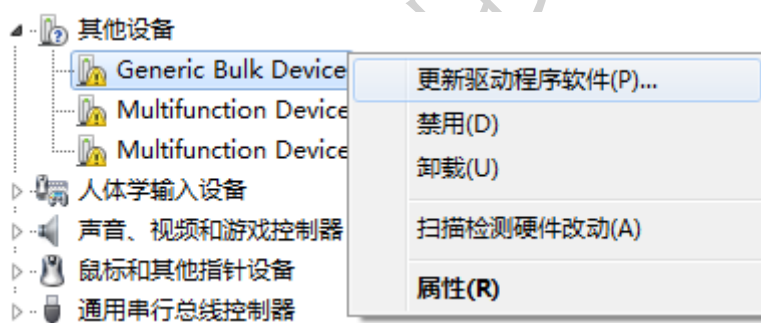 其他设备
Generic Bulk Device
更新驱动程序软件(P)...
Multifunction Device
禁用(D)
Multifunction Device
卸载(U)
人体学输入设备
声音、视频和游戏控制器
扫描检测硬件改动(A)
鼠标和其他指针设备
属性(R)
通用串行总线控制器